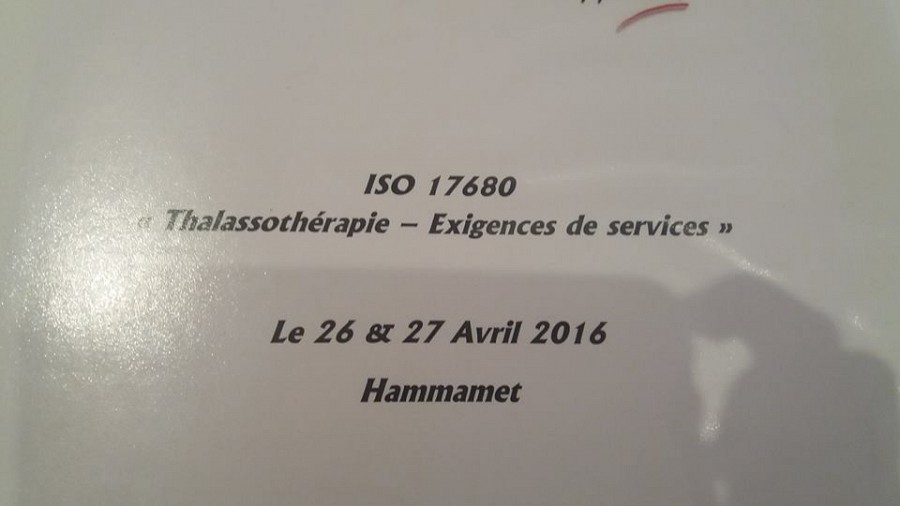 ISO 17680
« Thalassothérapie – Exigences de services »
Le 26 & 27 Avril 2016
Hammamet